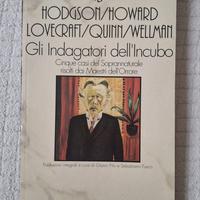 HODGSON/HOWARD
LOVECRAFT/QUINN/WELLMAN
Gli Indagatori dell'Incubo
Cinque casi del Soprannaturale
risolti dai Maestri dell'Orrore